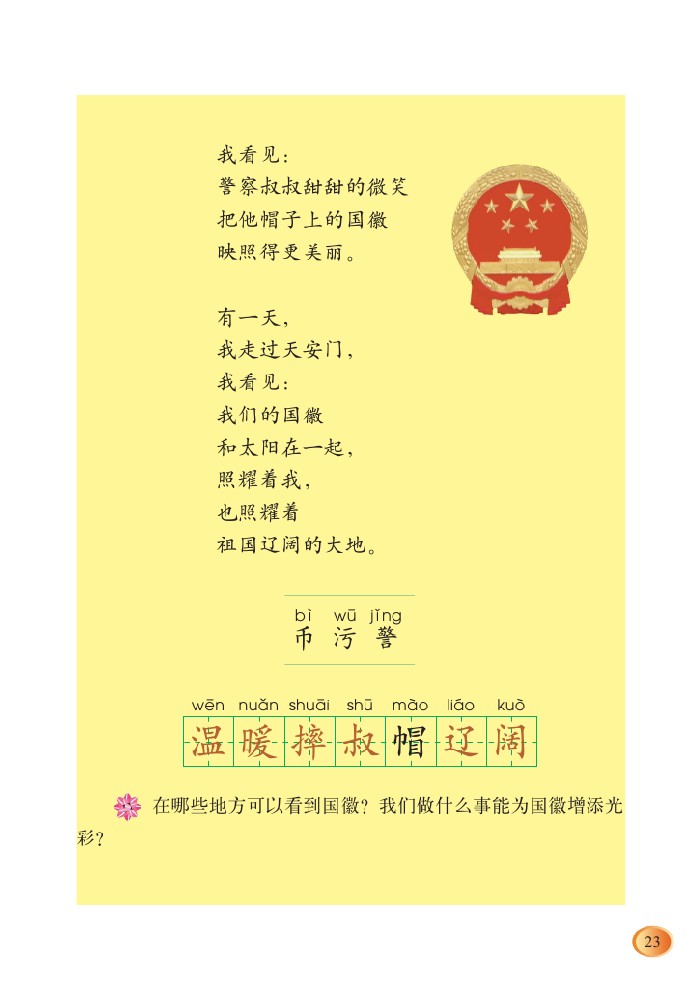 我看见：
警察叔叔甜甜的微笑
把他帽子上的国徽
映照得更美丽。
有一天，
我走过天安门，
我看见：
我们的国徽
和太阳在一起，
照耀着我，
也照耀着
祖国辽阔的大地。
bì wū jǐng
币 污 警
wēn nuǎn shuāi shū mào liáo kuò
温 暖 摔 叔 帽 辽 阔
在哪些地方可以看到国徽？我们做什么事能为国徽增添光
彩？
23